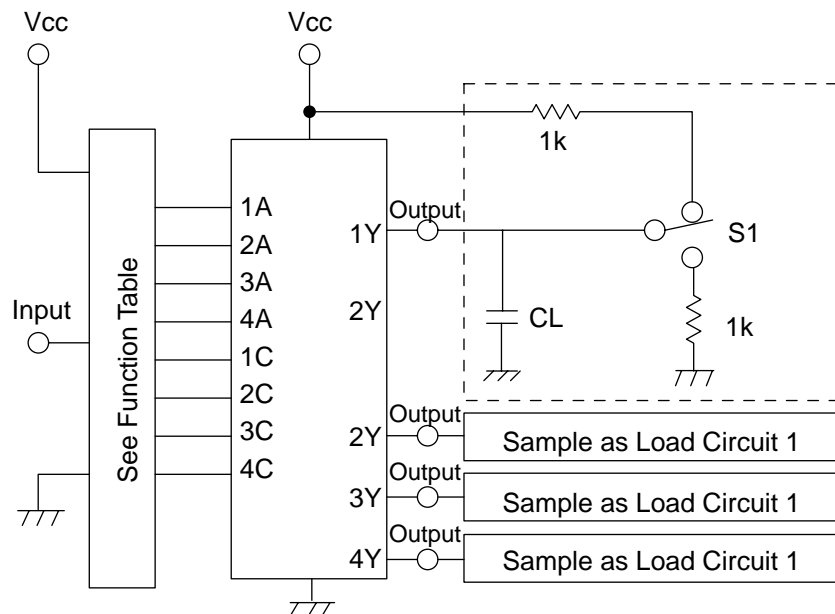 Vcc
Vcc
1k
1A
Output
1Y
S1
2A
3A
2Y
Input
4A
CL
1k
1C
See Function Table
2C
Output
3C
2Y
Sample as Load Circuit 1
4C
Output
3Y
Sample as Load Circuit 1
Output
4Y
Sample as Load Circuit 1